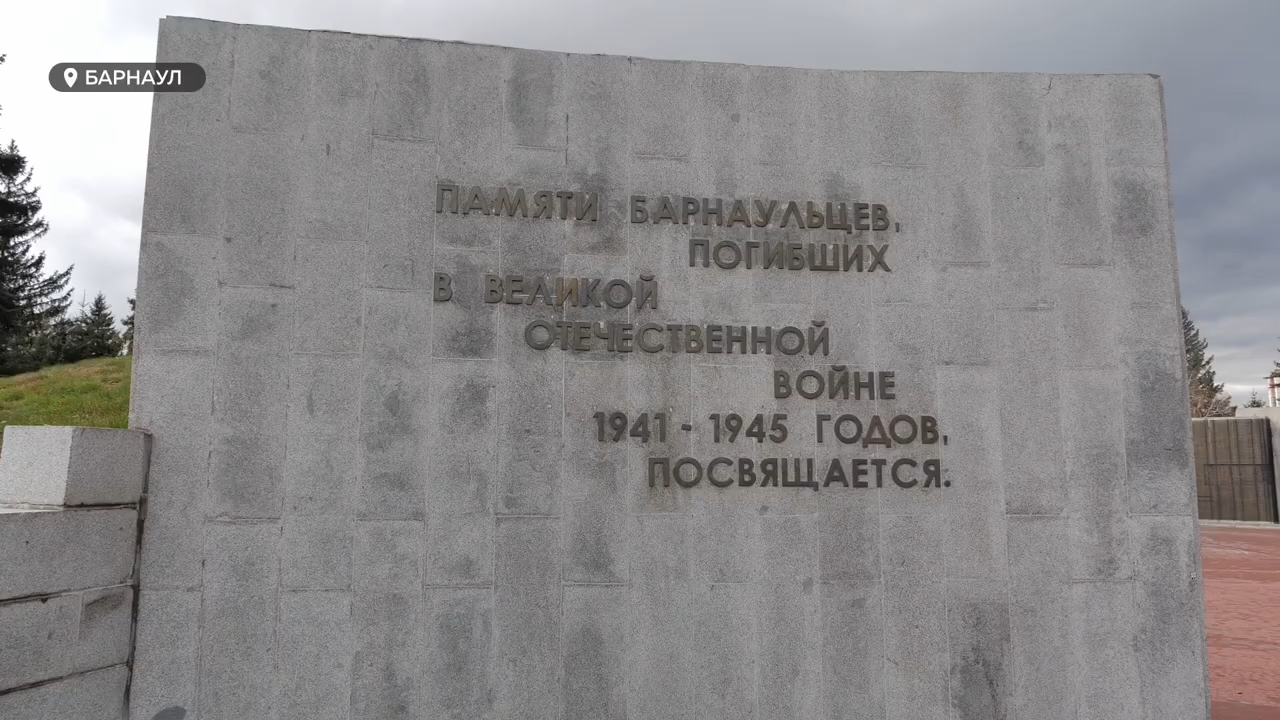 БАРНАУЛ
ПАМЯТИ БАРНАУЛЬЦЕВ,
ПОГИБШИХ
В ВЕЛИКОЙ
ОТЕЧЕСТВЕННОЙ
ВОЙНЕ
1941 - 1945 ГОДОВ,
ПОСВЯЩАЕТСЯ.